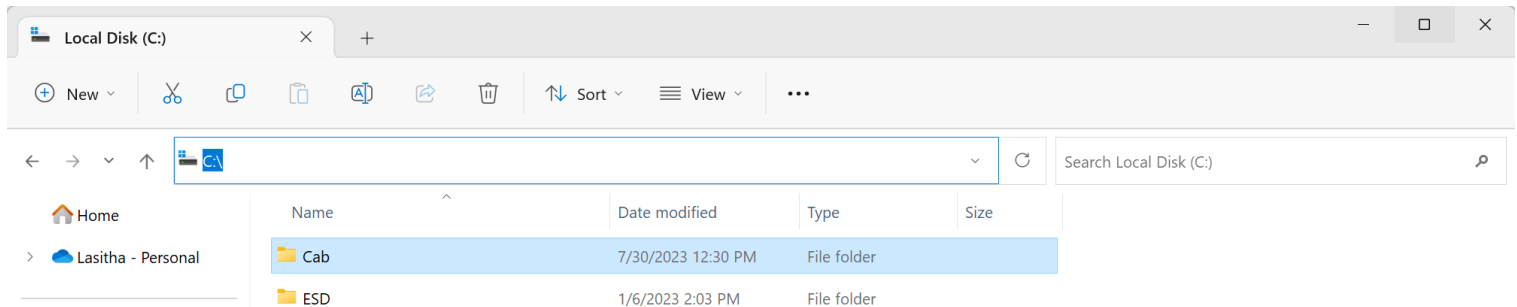 Local Disk (C:)
New Sort View
C:\ Search Local Disk (C:)
Home Name Date modified Type Size
Lasitha - Personal Cab 7/30/2023 12:30 PM File folder
ESD 1/6/2023 2:03 PM File folder